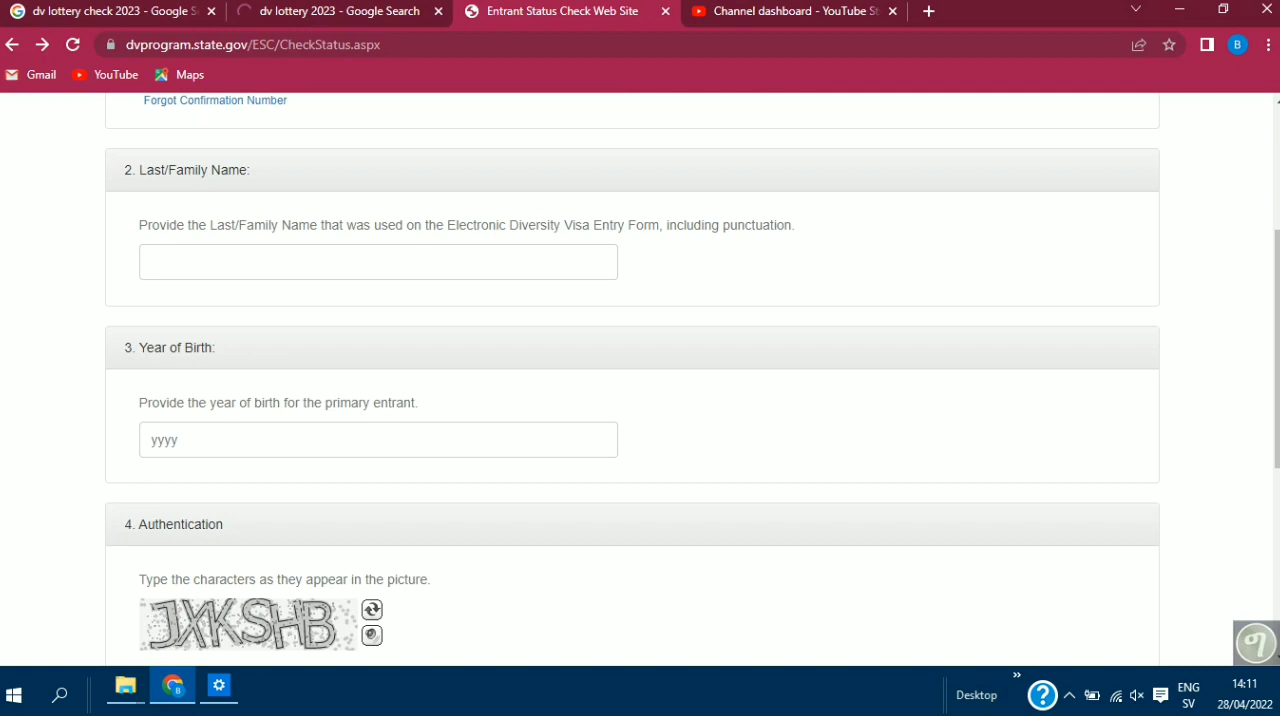 dv lottery check 2023 - Google S
dv lottery 2023 - Google Search
Entrant Status Check Web Site
Channel dashboard - YouTube St
dvprogram.state.gov/ESC/CheckStatus.aspx
B
Gmail
YouTube
Maps
Forgot Confirmation Number
2. Last/Family Name:
Provide the Last/Family Name that was used on the Electronic Diversity Visa Entry Form, including punctuation.
3. Year of Birth:
Provide the year of birth for the primary entrant.
yyyy
4. Authentication
Type the characters as they appear in the picture.
JXKSHB
Desktop
ENG
SV
14:11
28/04/2022